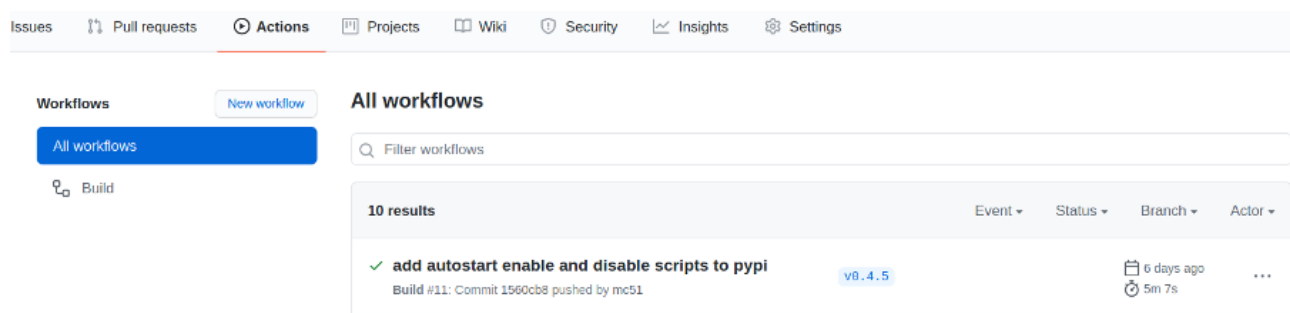 Issues Pull requests Actions Projects Wiki Security Insights Settings
Workflows New workflow
All workflows
Build
All workflows
Filter workflows
10 results Event Status Branch Actor
add autostart enable and disable scripts to pypi v0.4.5 6 days ago
Build #11: Commit 1560cb8 pushed by mc51 5m 7s